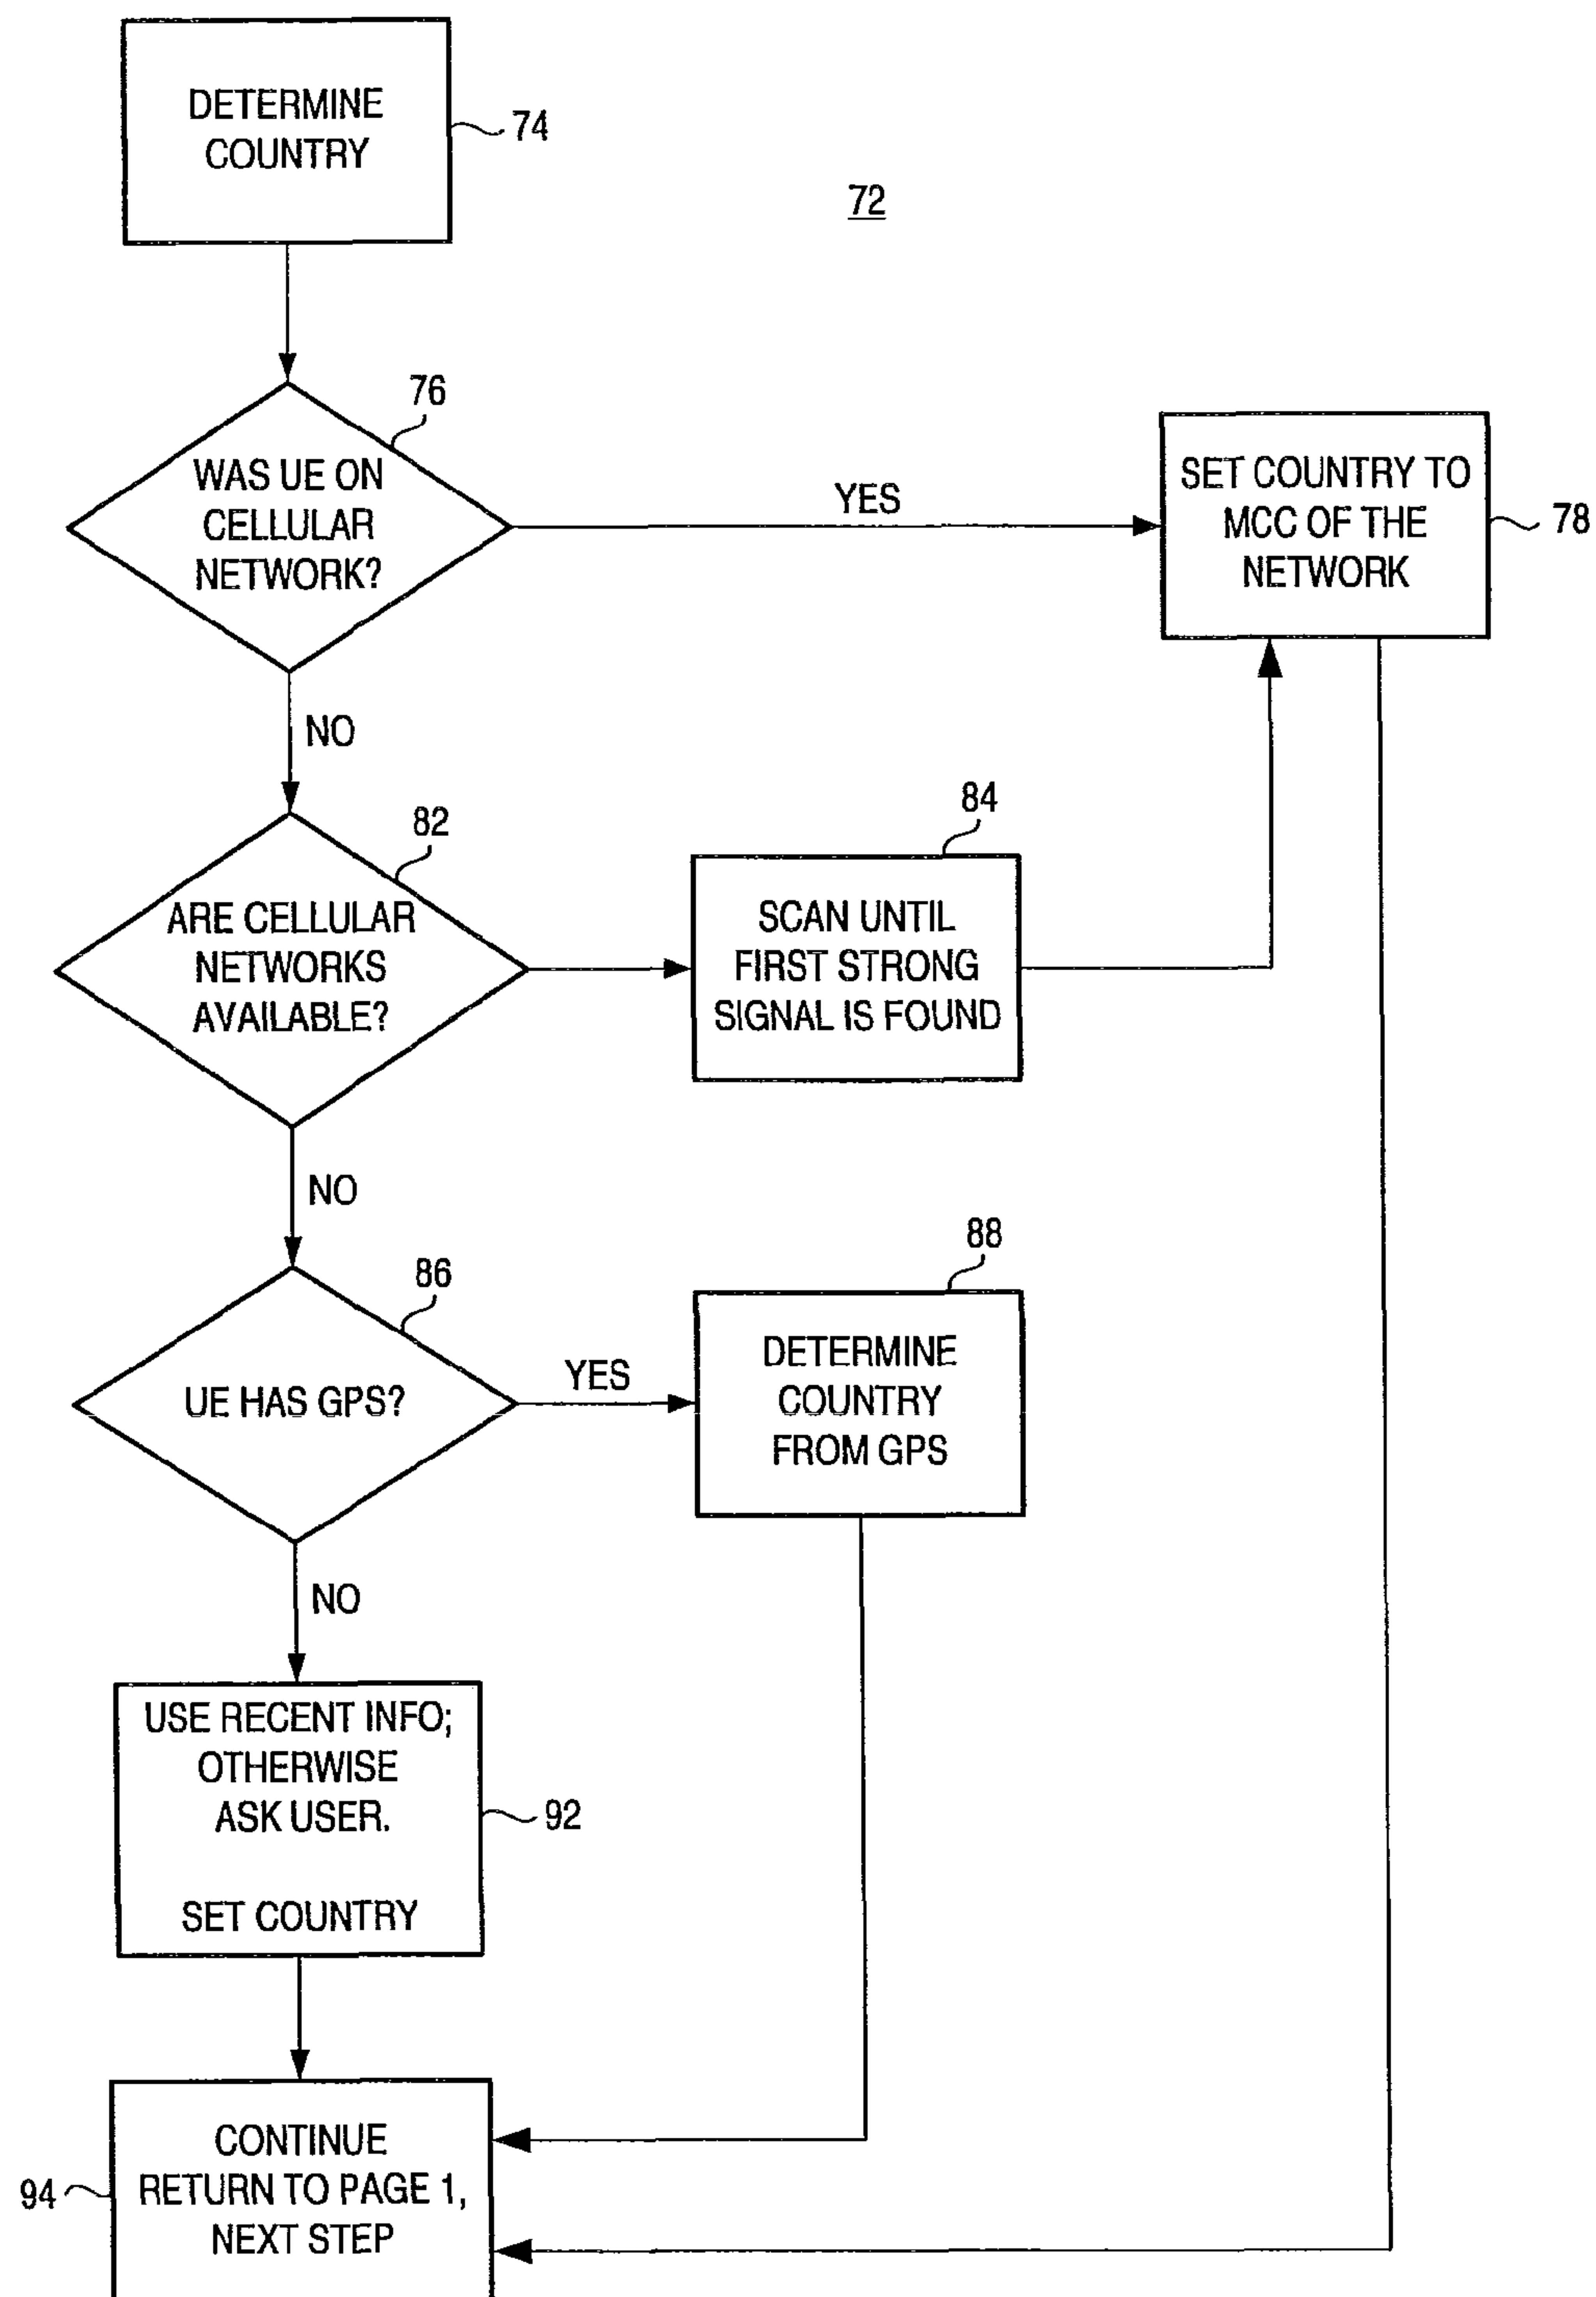 DETERMINE
COUNTRY
74
72
76
WAS UE ON
CELLULAR
NETWORK?
YES
SET COUNTRY TO
MCC OF THE
NETWORK
78
NO
82
ARE CELLULAR
NETWORKS
AVAILABLE?
84
SCAN UNTIL
FIRST STRONG
SIGNAL IS FOUND
NO
86
UE HAS GPS?
YES
88
DETERMINE
COUNTRY
FROM GPS
NO
USE RECENT INFO;
OTHERWISE
ASK USER.
SET COUNTRY
92
94
CONTINUE
RETURN TO PAGE 1,
NEXT STEP